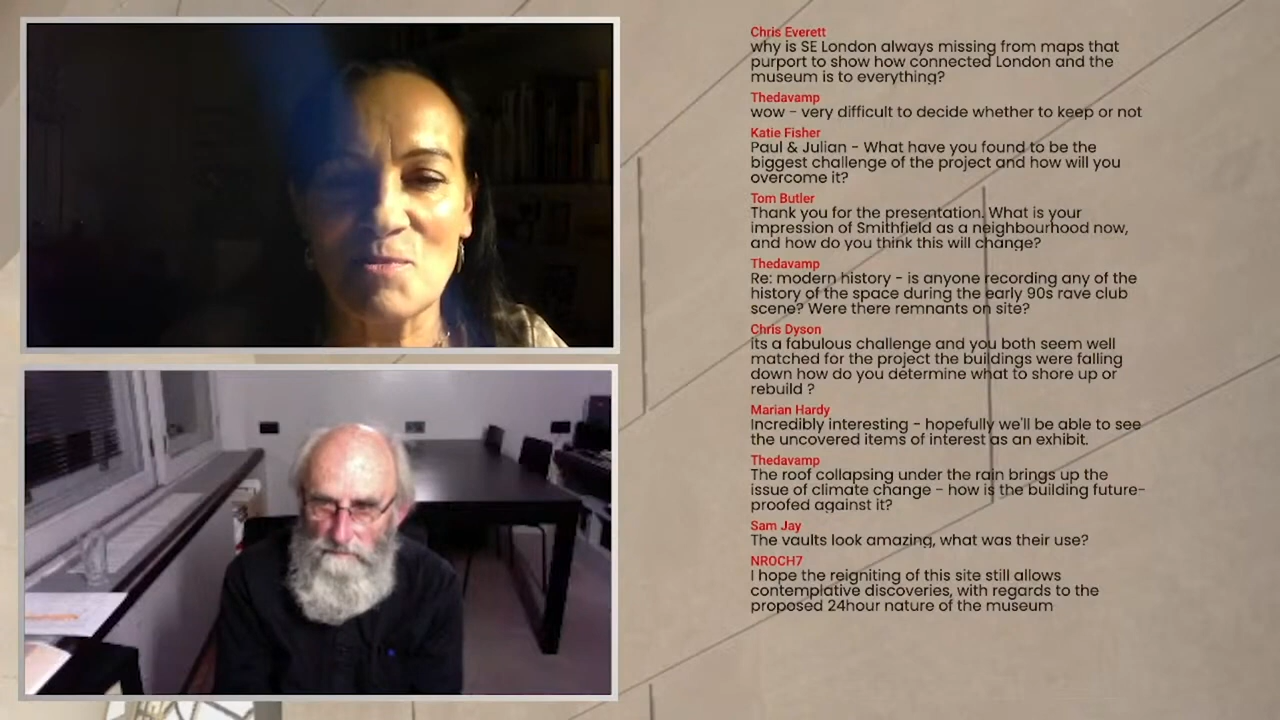 Chris Everett
why is SE London always missing from maps that
purport to show how connected London and the
museum is to everything?
Thedavamp
wow - very difficult to decide whether to keep or not
Katie Fisher
Paul & Julian - What have you found to be the
biggest challenge of the project and how will you
overcome it?
Tom Butler
Thank you for the presentation. What is your
impression of Smithfield as a neighbourhood now,
and how do you think this will change?
Thedavamp
Re: modern history - is anyone recording any of the
history of the space during the early 90s rave club
scene? Were there remnants on site?
Chris Dyson
its a fabulous challenge and you both seem well
matched for the project the buildings were falling
down how do you determine what to shore up or
rebuild ?
Marian Hardy
Incredibly interesting - hopefully we'll be able to see
the uncovered items of interest as an exhibit.
Thedavamp
The roof collapsing under the rain brings up the
issue of climate change - how is the building future-
proofed against it?
Sam Jay
The vaults look amazing, what was their use?
NROCH7
I hope the reigniting of this site still allows
contemplative discoveries, with regards to the
proposed 24hour nature of the museum